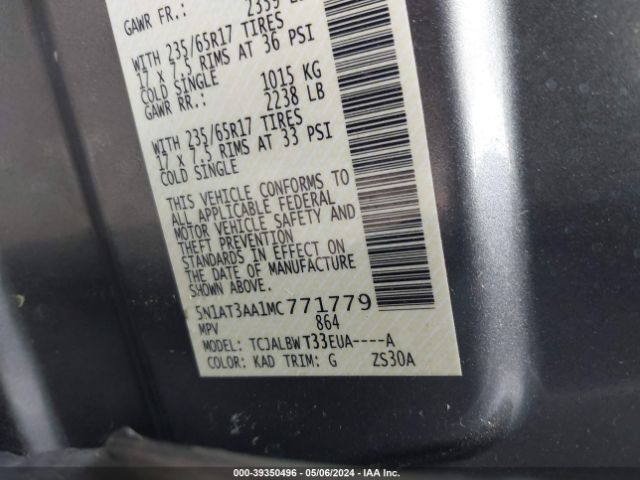 GAWR FR.: 2359
WITH 235/65R17 TIRES
17 X 7.5 RIMS AT 36 PSI
COLD SINGLE
1015 KG
GAWR RR.: 2238 LB
WITH 235/65R17 TIRES
17 X 7.5 RIMS AT 33 PSI
COLD SINGLE
THIS VEHICLE CONFORMS TO
ALL APPLICABLE FEDERAL
MOTOR VEHICLE SAFETY AND
THEFT PREVENTION
STANDARDS IN EFFECT ON
THE DATE OF MANUFACTURE
SHOWN ABOVE.
5N1AT3AA1MC771779
MPV 864
MODEL: TCJALBWT33EUA----A
COLOR: KAD TRIM: G ZS30A
000-39350496 - 05/06/2024 - IAA Inc.